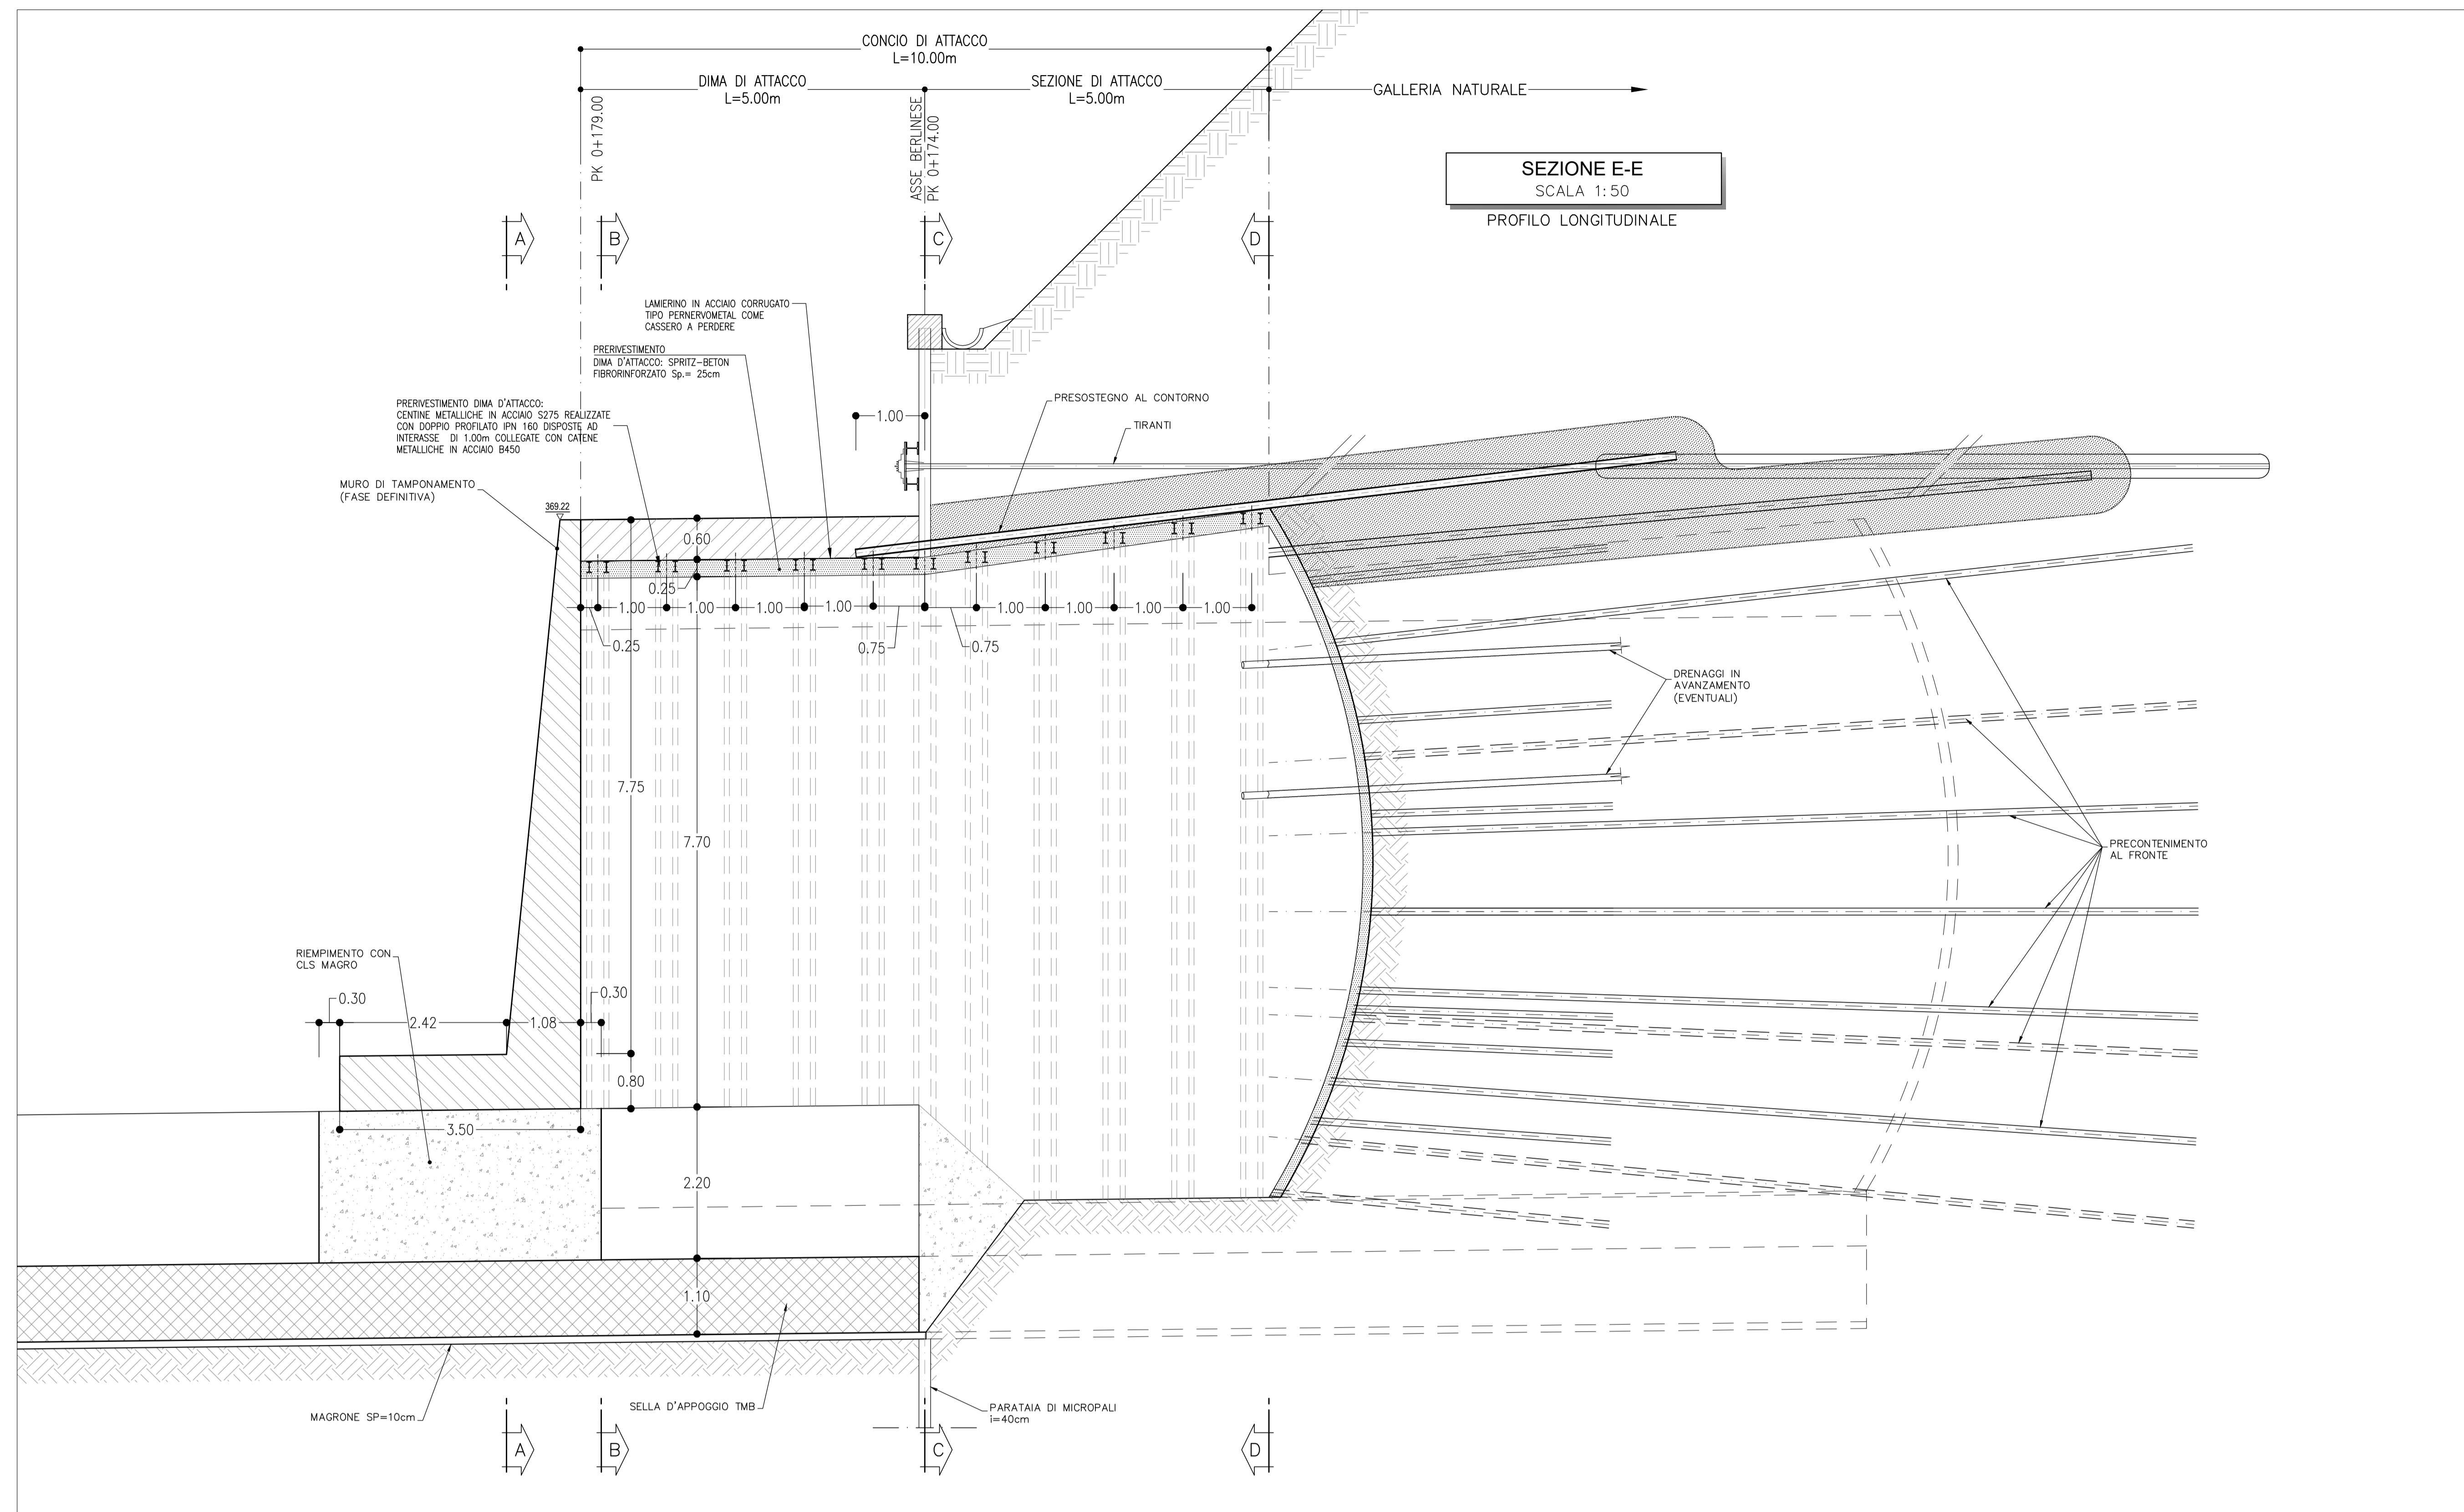 CONCIO DI ATTACCO
L=10.00m
DIMA DI ATTACCO
L=5.00m
SEZIONE DI ATTACCO
L=5.00m
GALLERIA NATURALE
PK 0+179.00
ASSE BERLINESE
PK 0+174.00
SEZIONE E-E
SCALA 1:50
PROFILO LONGITUDINALE
A
B
C
D
LAMIERINO IN ACCIAIO CORRUGATO
TIPO PERNERVOMETAL COME
CASSERO A PERDERE
PRERIVESTIMENTO
DIMA D'ATTACCO: SPRITZ-BETON
FIBRORINFORZATO Sp.= 25cm
PRERIVESTIMENTO DIMA D'ATTACCO:
CENTINE METALLICHE IN ACCIAIO S275 REALIZZATE
CON DOPPIO PROFILATO IPN 160 DISPOSTE AD
INTERASSE DI 1.00m COLLEGATE CON CATENE
METALLICHE IN ACCIAIO B450
1.00
PRESOSTEGNO AL CONTORNO
TIRANTI
MURO DI TAMPONAMENTO
(FASE DEFINITIVA)
369.22
0.60
0.25
1.00
1.00
1.00
1.00
1.00
1.00
1.00
1.00
0.25
0.75
0.75
DRENAGGI IN
AVANZAMENTO
(EVENTUALI)
7.75
7.70
PRECONTENIMENTO
AL FRONTE
RIEMPIMENTO CON
CLS MAGRO
0.30
2.42
1.08
0.30
0.80
3.50
2.20
1.10
MAGRONE SP=10cm
SELLA D'APPOGGIO TMB
PARATAIA DI MICROPALI
i=40cm
A
B
C
D